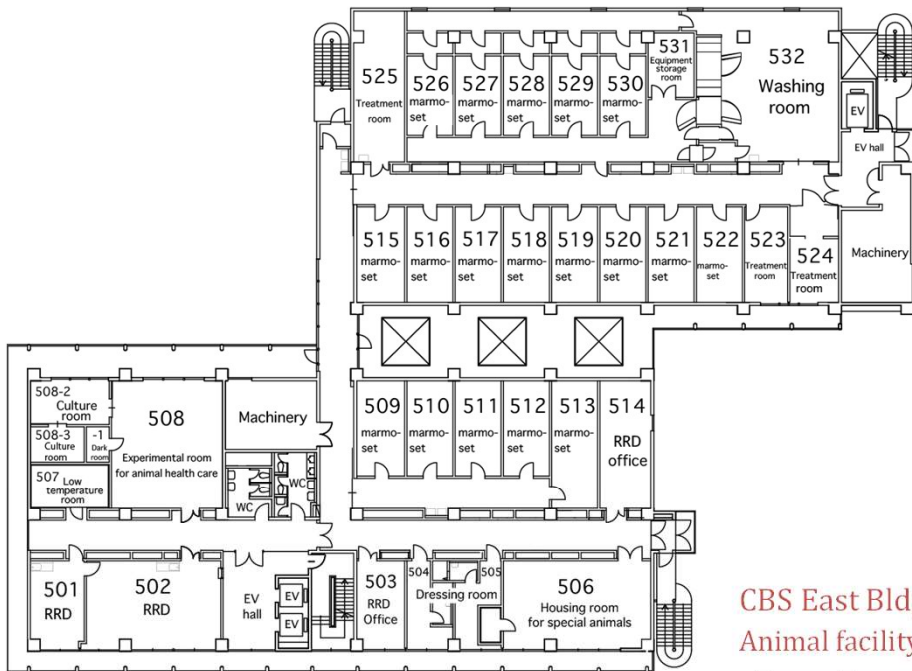 525
Treatment
room
526
marmo-
set
527
marmo-
set
528
marmo-
set
529
marmo-
set
530
marmo-
set
531
Equipment
storage
room
532
Washing
room
EV
EV hall
515
marmo-
set
516
marmo-
set
517
marmo-
set
518
marmo-
set
519
marmo-
set
520
marmo-
set
521
marmo-
set
522
marmo-
set
523
Treatment
room
524
Treatment
room
Machinery
508-2
Culture
room
508-3
Culture
room
-1
Dark
room
507 Low
temperature
room
508
Experimental room
for animal health care
Machinery
WC
WC
509
marmo-
set
510
marmo-
set
511
marmo-
set
512
marmo-
set
513
marmo-
set
514
RRD
office
501
RRD
502
RRD
EV
hall
EV
EV
503
RRD
Office
504
505
Dressing room
506
Housing room
for special animals
CBS East Bld
Animal facility